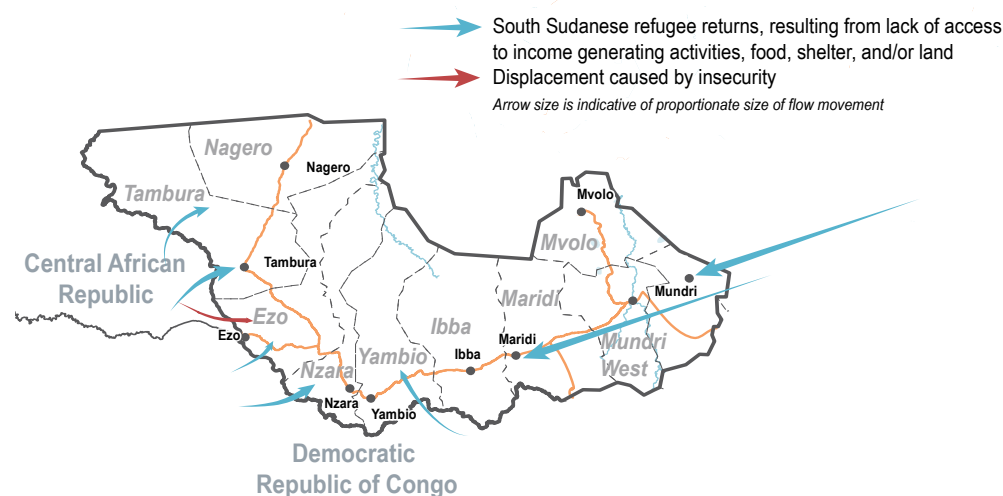 South Sudanese refugee returns, resulting from lack of access
to income generating activities, food, shelter, and/or land
Displacement caused by insecurity
Arrow size is indicative of proportionate size of flow movement
Nagero
Nagero
Tambura
Mvolo
Mvolo
Central African
Republic
Tambura
Mundri
Maridi
Ezo
Ezo
Ibba
Maridi
Mundri
West
Yambio
Ibba
Nzara
Nzara
Yambio
Democratic
Republic of Congo